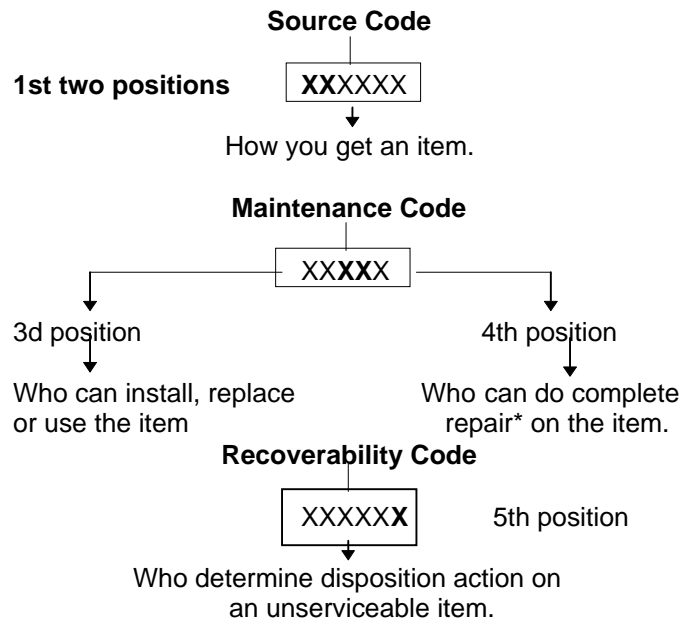 Source Code
1st two positions
XXXXXX
How you get an item.
Maintenance Code
XXXXX
3d position
4th position
Who can install, replace
or use the item
Who can do complete
repair* on the item.
Recoverability Code
XXXXXX
5th position
Who determine disposition action on
an unserviceable item.